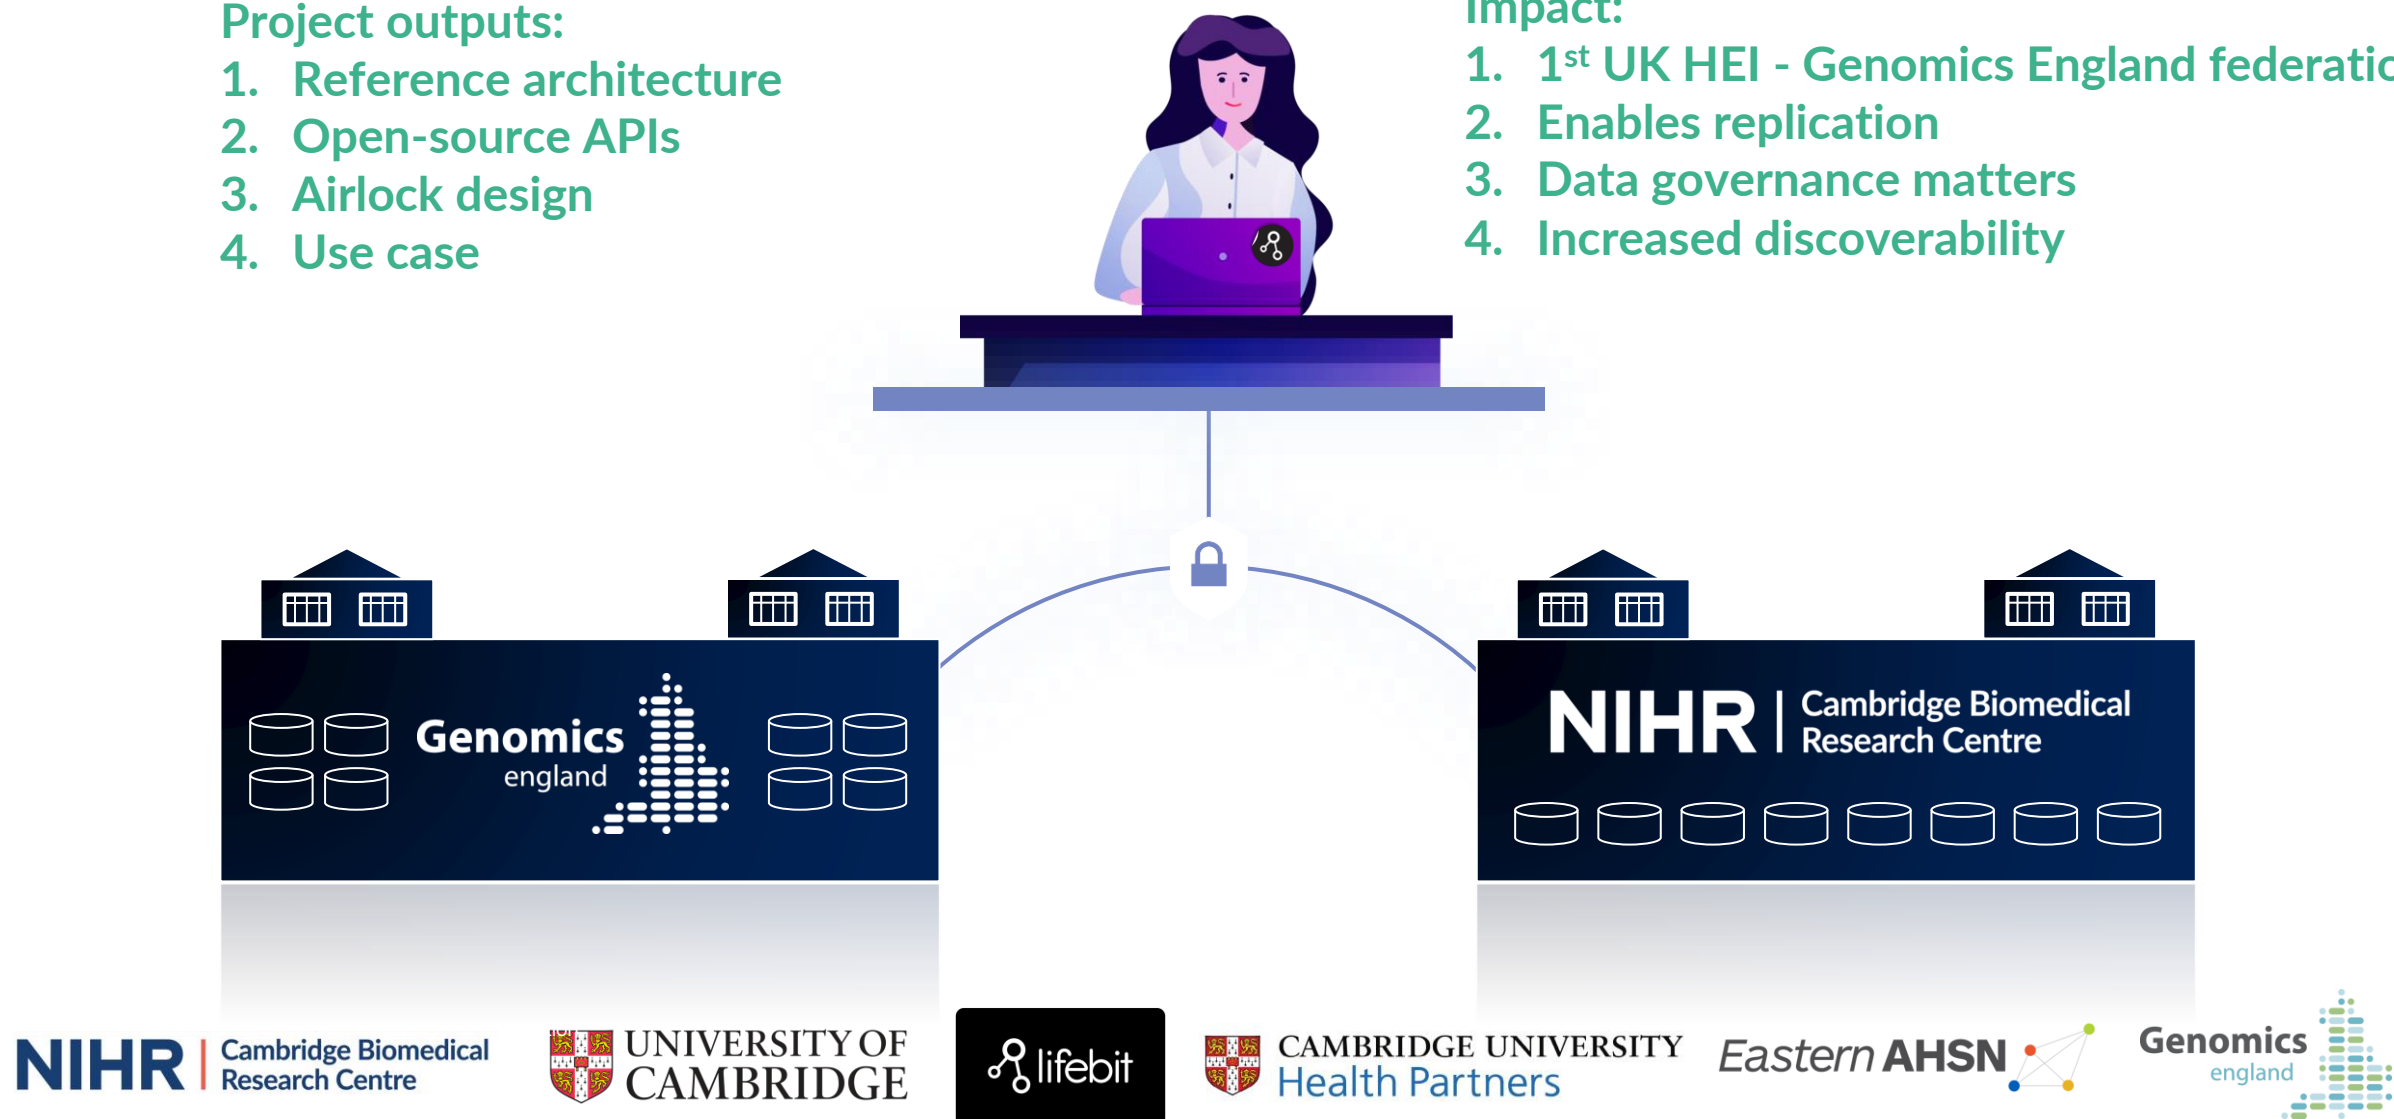 Project outputs:
1. Reference architecture
2. Open-source APIs
3. Airlock design
4. Use case
Impact:
1. 1st UK HEI - Genomics England federatio
2. Enables replication
3. Data governance matters
4. Increased discoverability
Genomics
england
NIHR | Cambridge Biomedical
Research Centre
NIHR | Cambridge Biomedical
Research Centre
UNIVERSITY OF
CAMBRIDGE
lifebit
CAMBRIDGE UNIVERSITY
Health Partners
Eastern AHSN
Genomics
england